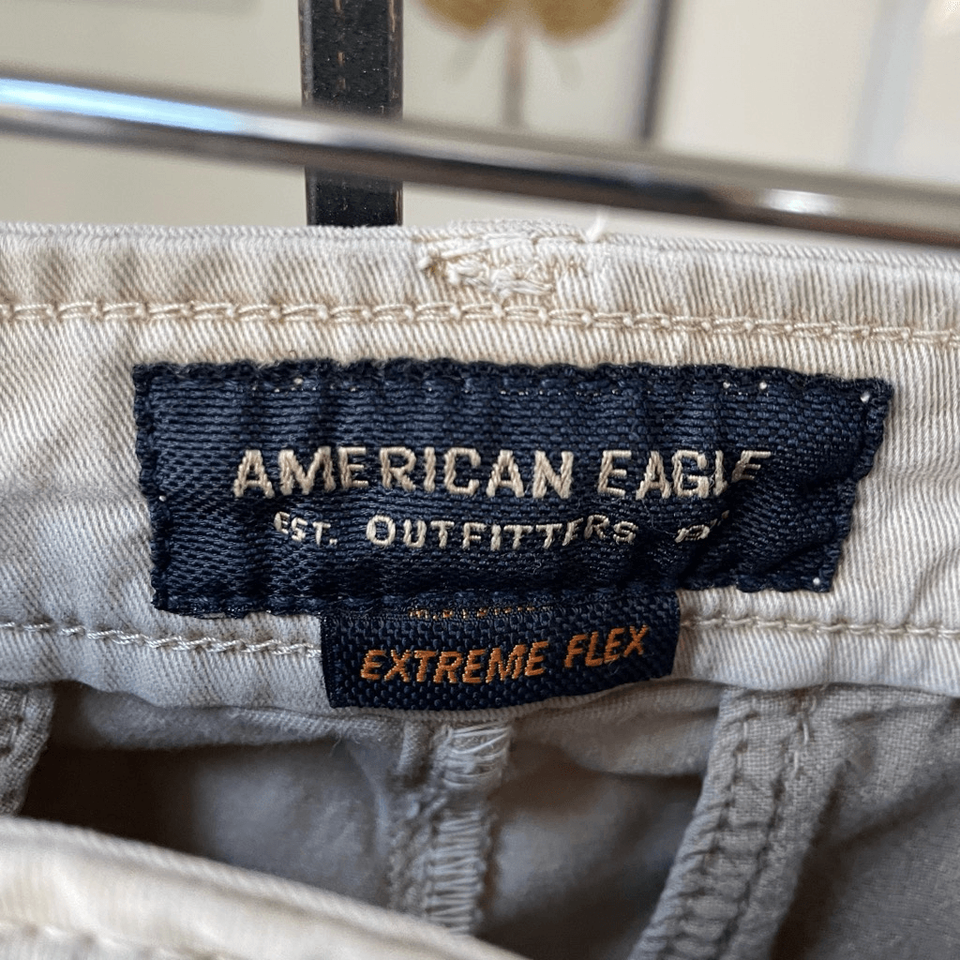 AMERICAN EAGLE
EST. OUTFITTERS
EXTREME FLEX